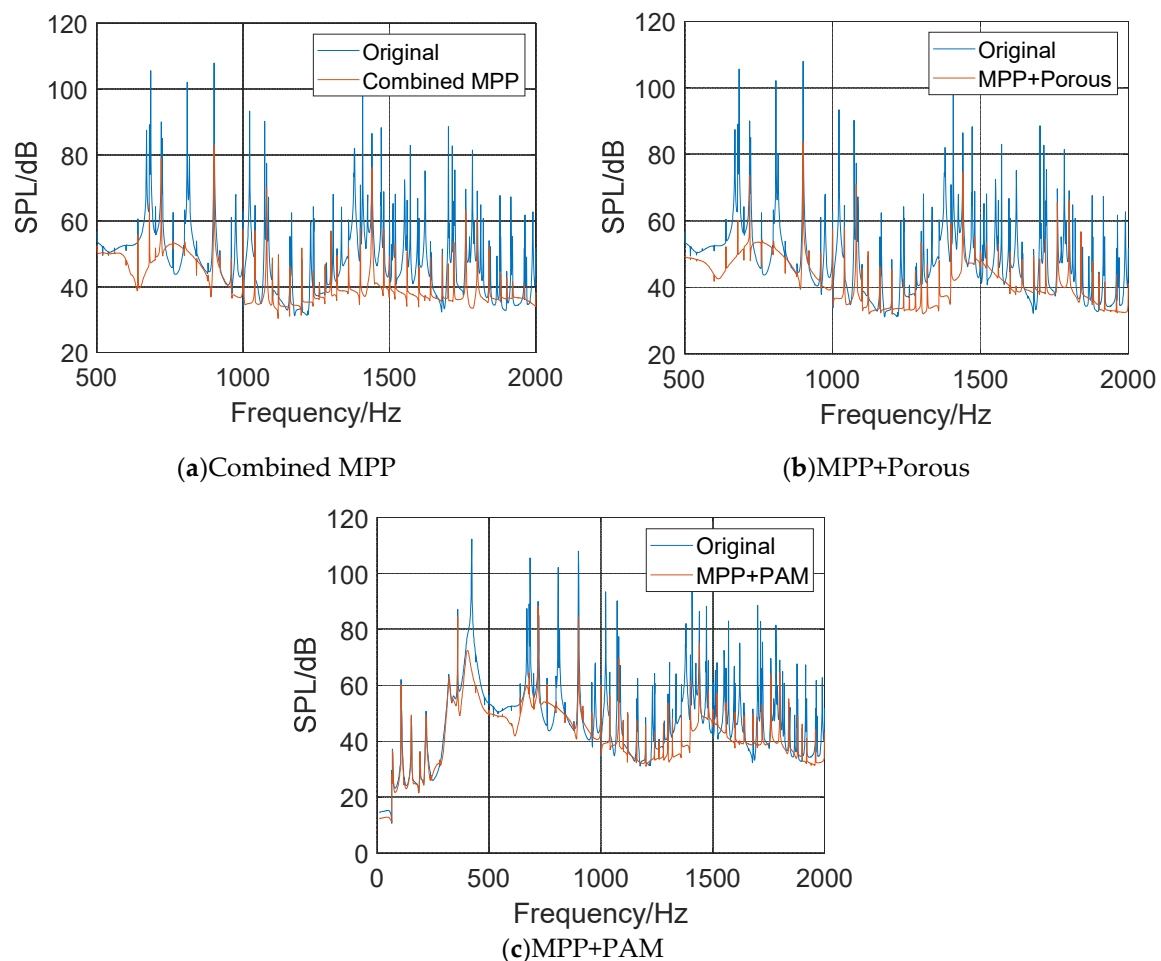 120
100
80
60
40
20
SPL/dB
Original
Combined MPP
500
1000
1500
2000
Frequency/Hz
(a)Combined MPP
120
100
80
60
40
20
SPL/dB
Original
MPP+Porous
500
1000
1500
2000
Frequency/Hz
(b)MPP+Porous
120
100
80
60
40
20
0
SPL/dB
Original
MPP+PAM
0
500
1000
1500
2000
Frequency/Hz
(c)MPP+PAM